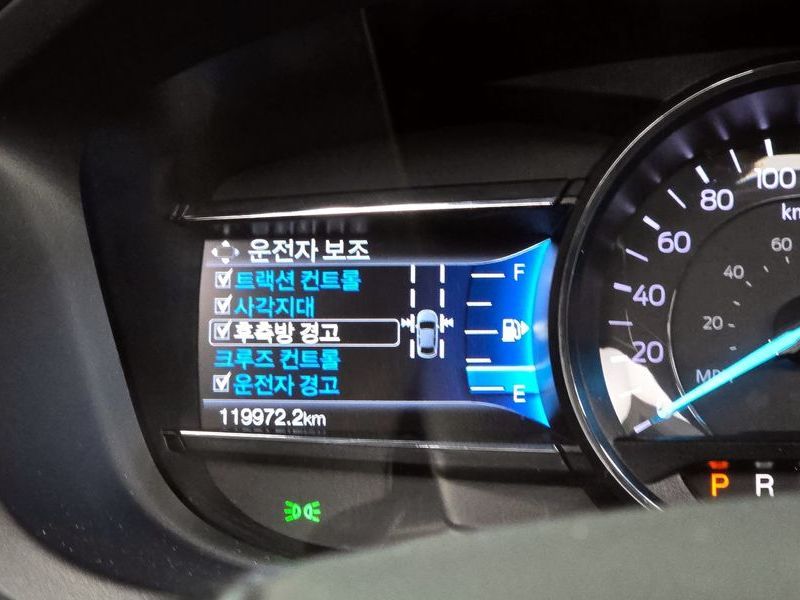 운전자 보조
트랙션 컨트롤
사각지대
후측방 경고
크루즈 컨트롤
운전자 경고
119972.2km
F
E
100
80
60
40
20
60
40
20
P
R